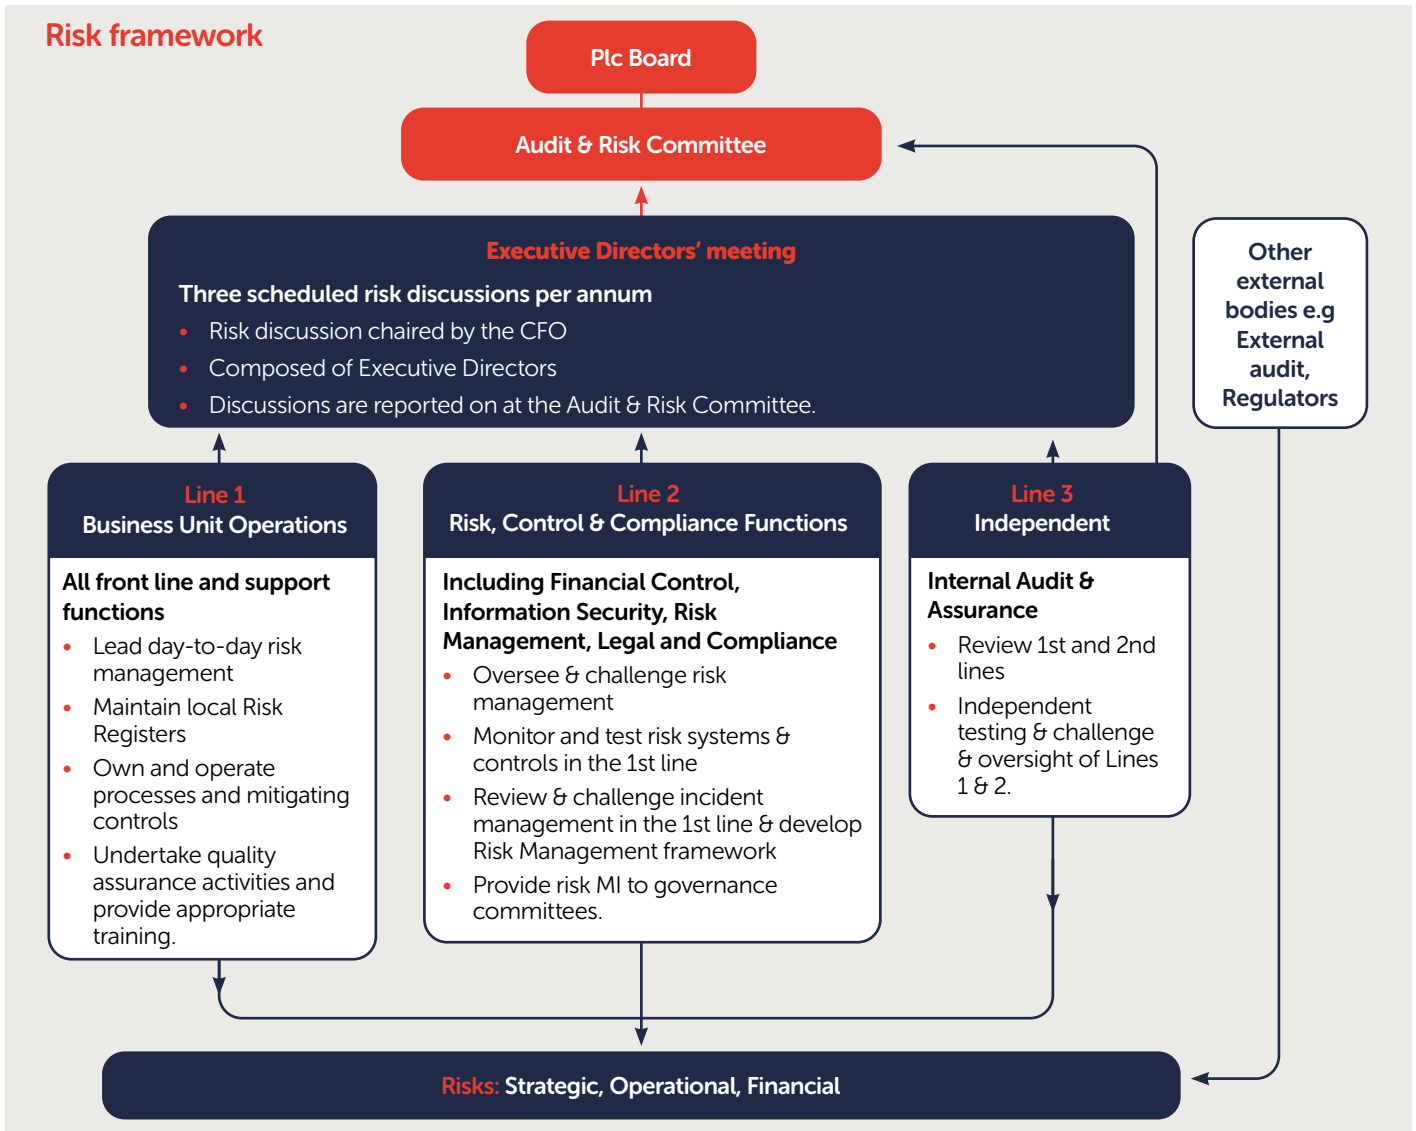 Risk framework
Plc Board
Audit & Risk Committee
Executive Directors’ meeting
Three scheduled risk discussions per annum
• Risk discussion chaired by the CFO
• Composed of Executive Directors
• Discussions are reported on at the Audit & Risk Committee.
Other
external
bodies e.g
External
audit,
Regulators
Line 1
Business Unit Operations
All front line and support
functions
• Lead day-to-day risk
management
• Maintain local Risk
Registers
• Own and operate
processes and mitigating
controls
• Undertake quality
assurance activities and
provide appropriate
training.
Line 2
Risk, Control & Compliance Functions
Including Financial Control,
Information Security, Risk
Management, Legal and Compliance
• Oversee & challenge risk
management
• Monitor and test risk systems &
controls in the 1st line
• Review & challenge incident
management in the 1st line & develop
Risk Management framework
• Provide risk MI to governance
committees.
Line 3
Independent
Internal Audit &
Assurance
• Review 1st and 2nd
lines
• Independent
testing & challenge
& oversight of Lines
1 & 2.
Risks: Strategic, Operational, Financial